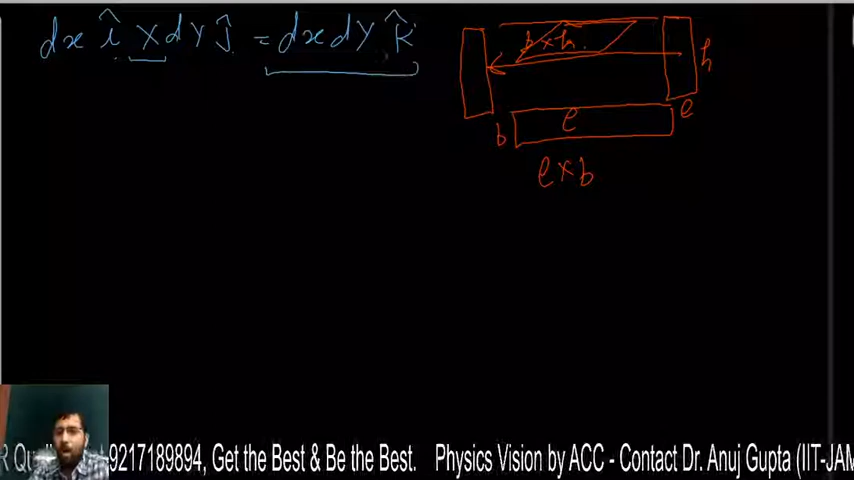 dx î × dy ĵ = dx dy k̂
b × h
h
l
b
l
l × b
9217189894, Get the Best & Be the Best. Physics Vision by ACC - Contact Dr. Anuj Gupta (IIT-JAM